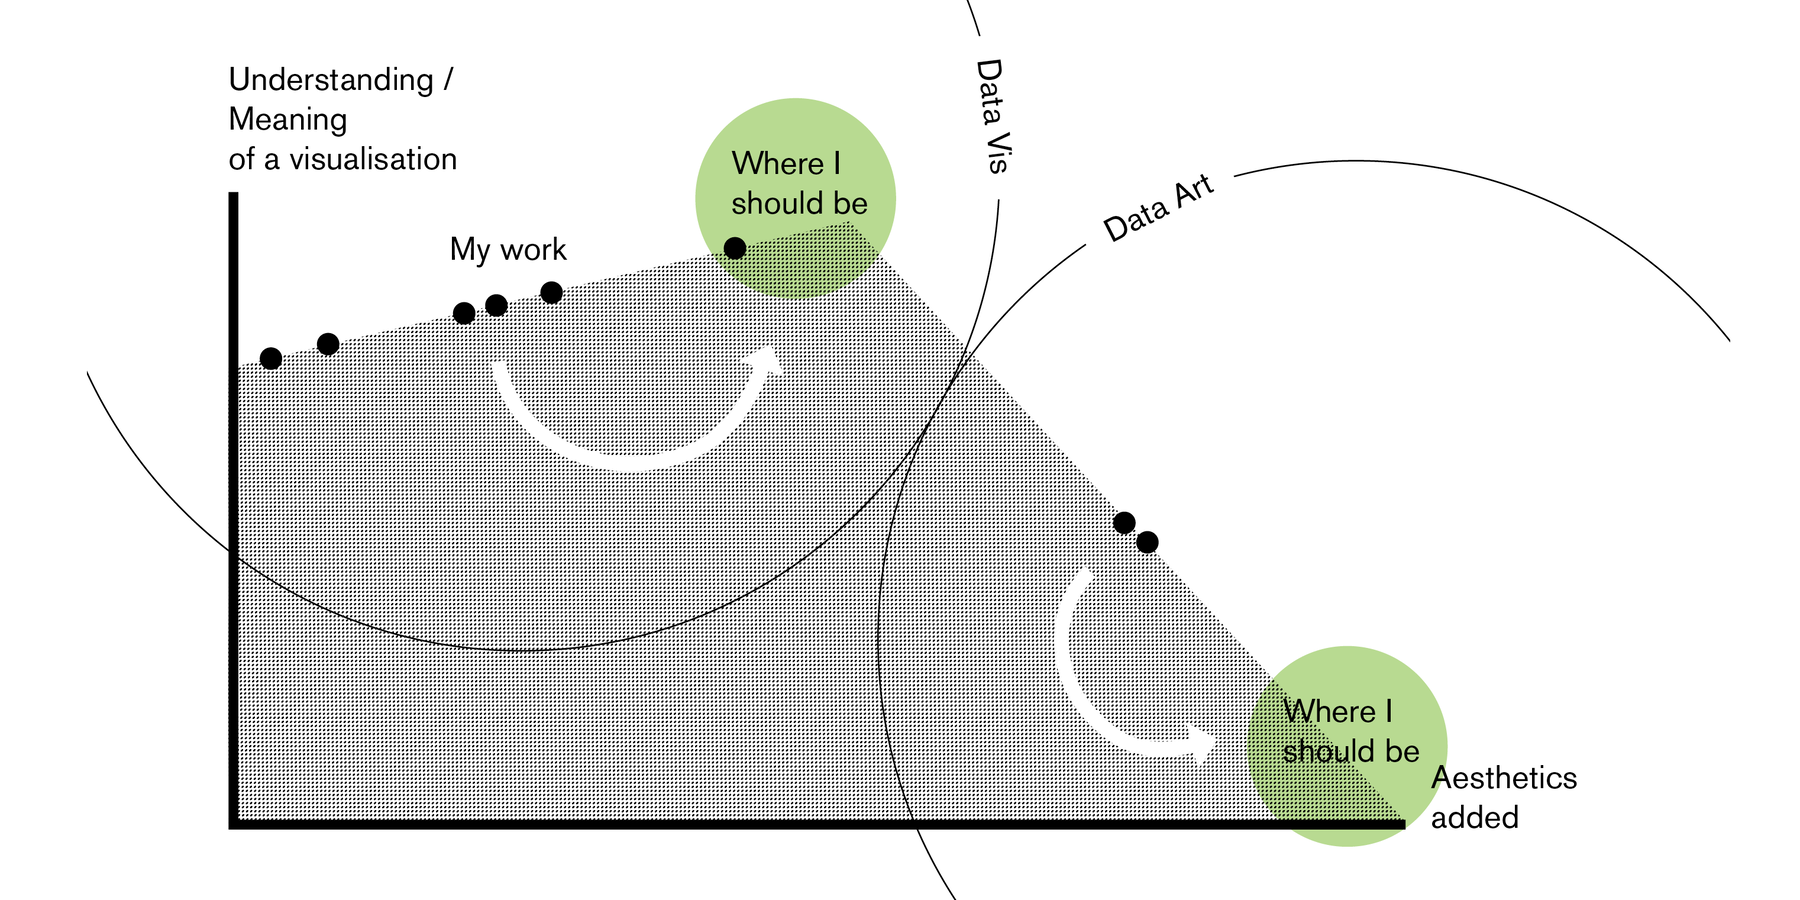 Understanding /
Meaning
of a visualisation
My work
Where I
should be
Data Vis
Data Art
Where I
should be
Aesthetics
added